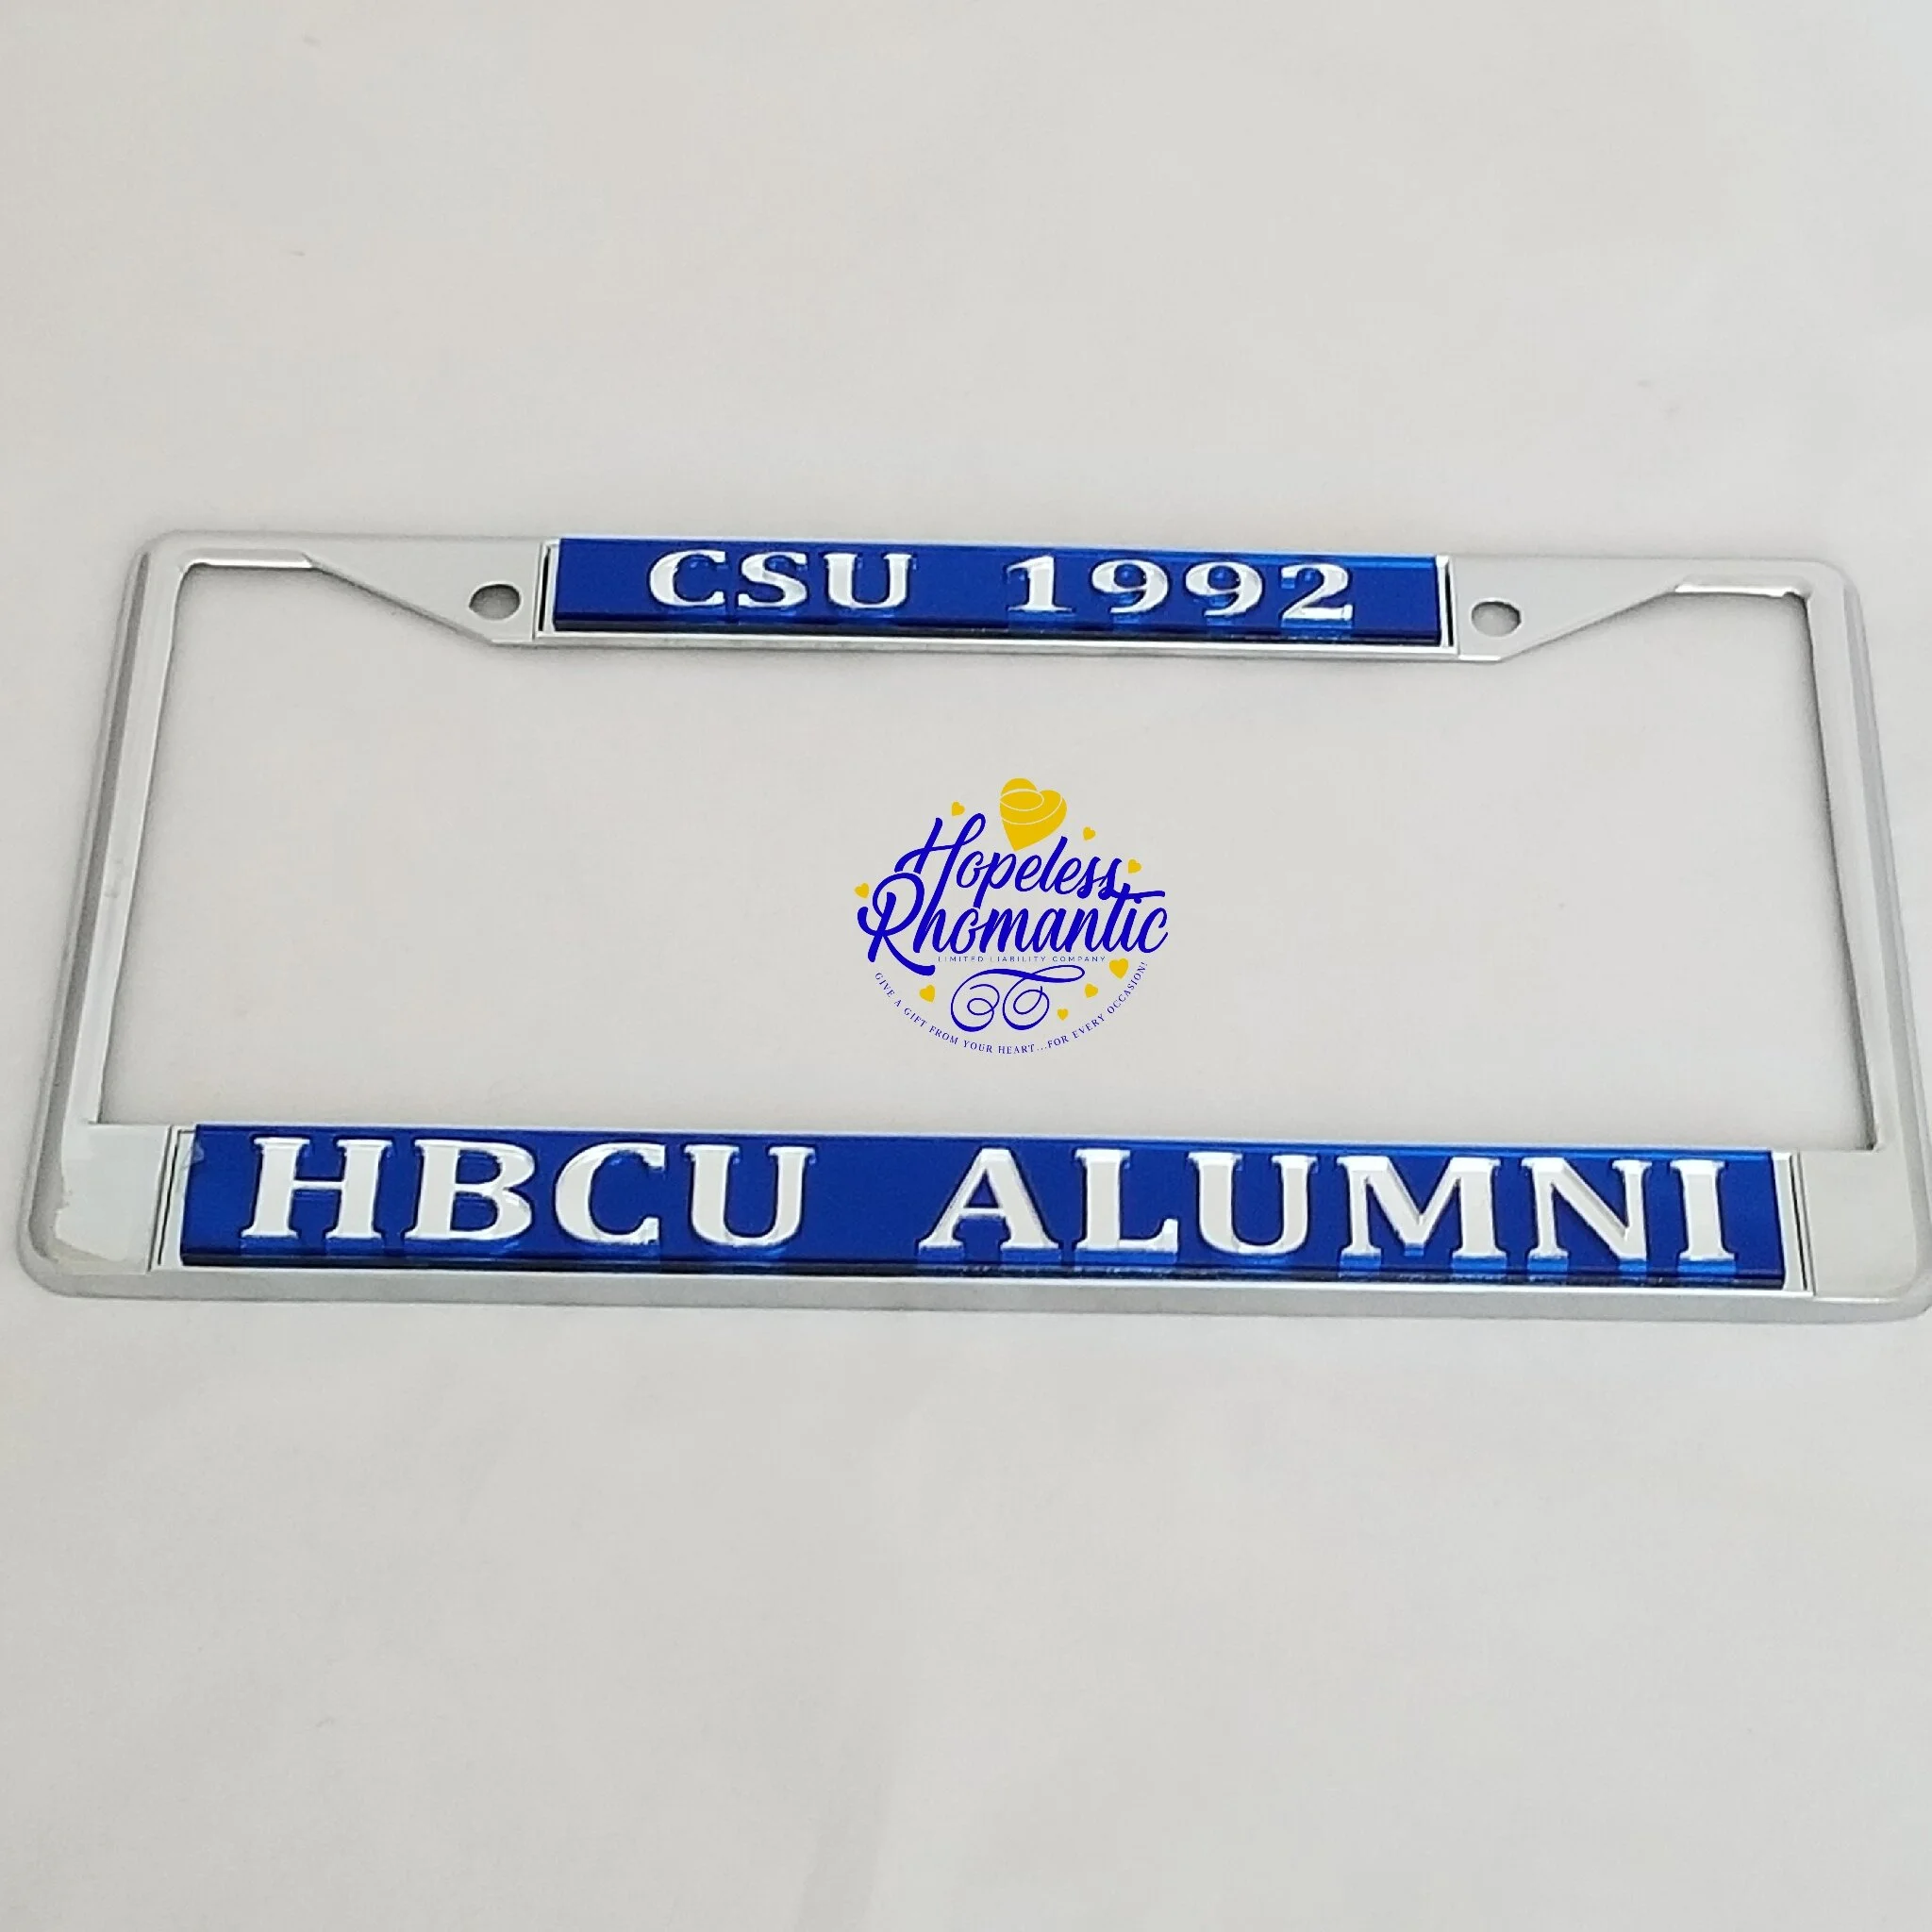 CSU 1992
Hopeless
Rhomantic
LIMITED LIABILITY COMPANY
GIVE A GIFT FROM YOUR HEART...FOR EVERY OCCASION!
HBCU ALUMNI